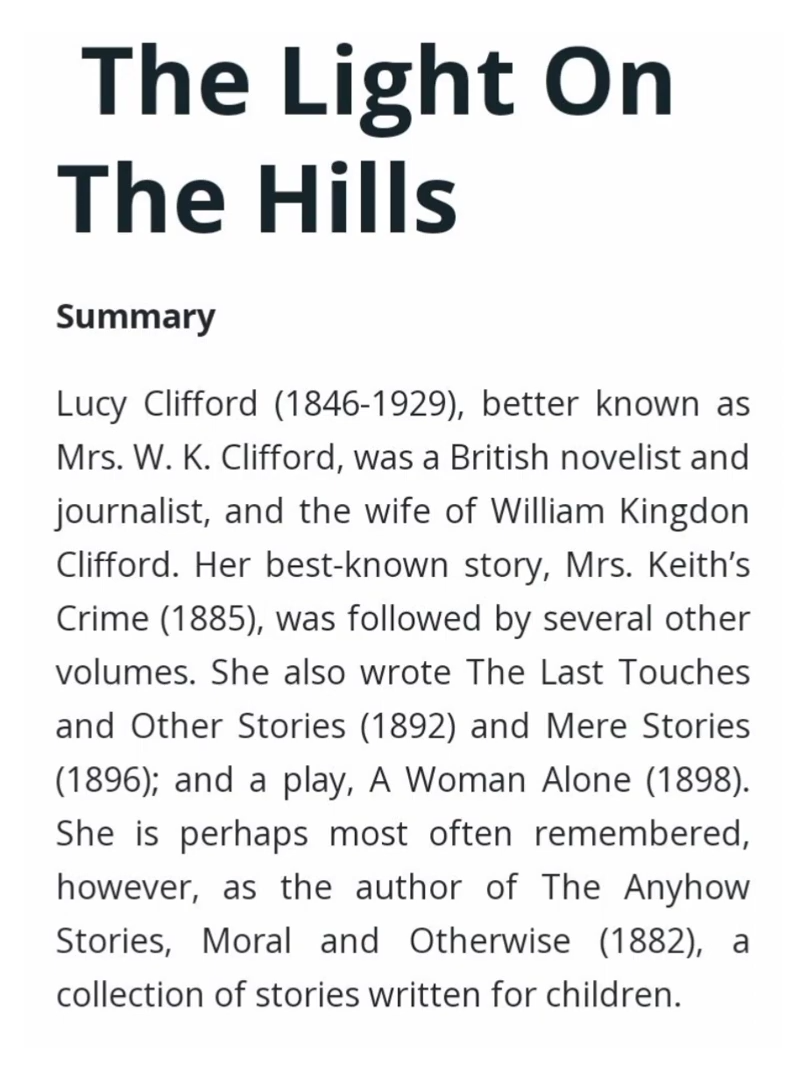 The Light On
The Hills
Summary
Lucy Clifford (1846-1929), better known as
Mrs. W. K. Clifford, was a British novelist and
journalist, and the wife of William Kingdon
Clifford. Her best-known story, Mrs. Keith’s
Crime (1885), was followed by several other
volumes. She also wrote The Last Touches
and Other Stories (1892) and Mere Stories
(1896); and a play, A Woman Alone (1898).
She is perhaps most often remembered,
however, as the author of The Anyhow
Stories, Moral and Otherwise (1882), a
collection of stories written for children.